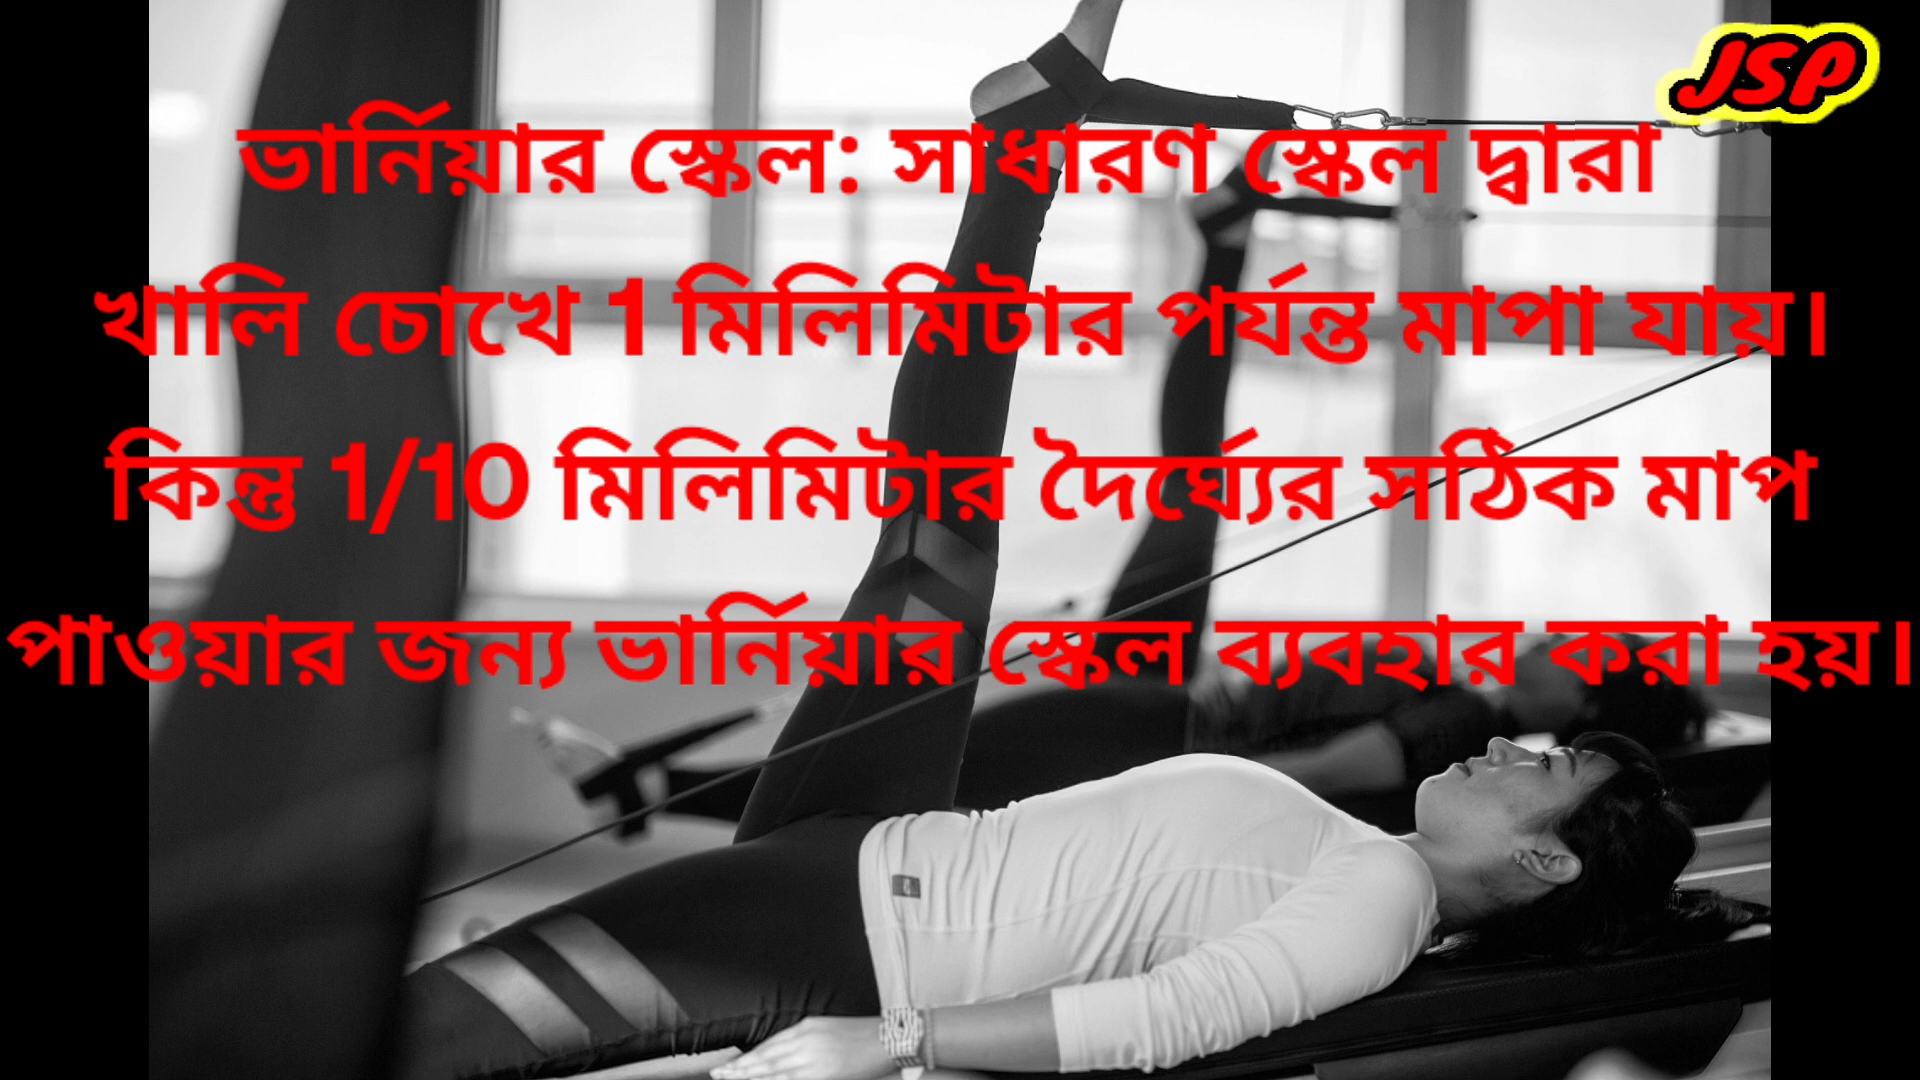 JSP
ভার্নিয়ার স্কেল: সাধারণ স্কেল দ্বারা
খালি চোখে 1 মিলিমিটার পর্যন্ত মাপা যায়।
কিন্তু 1/10 মিলিমিটার দৈর্ঘ্যের সঠিক মাপ
পাওয়ার জন্য ভার্নিয়ার স্কেল ব্যবহার করা হয়।